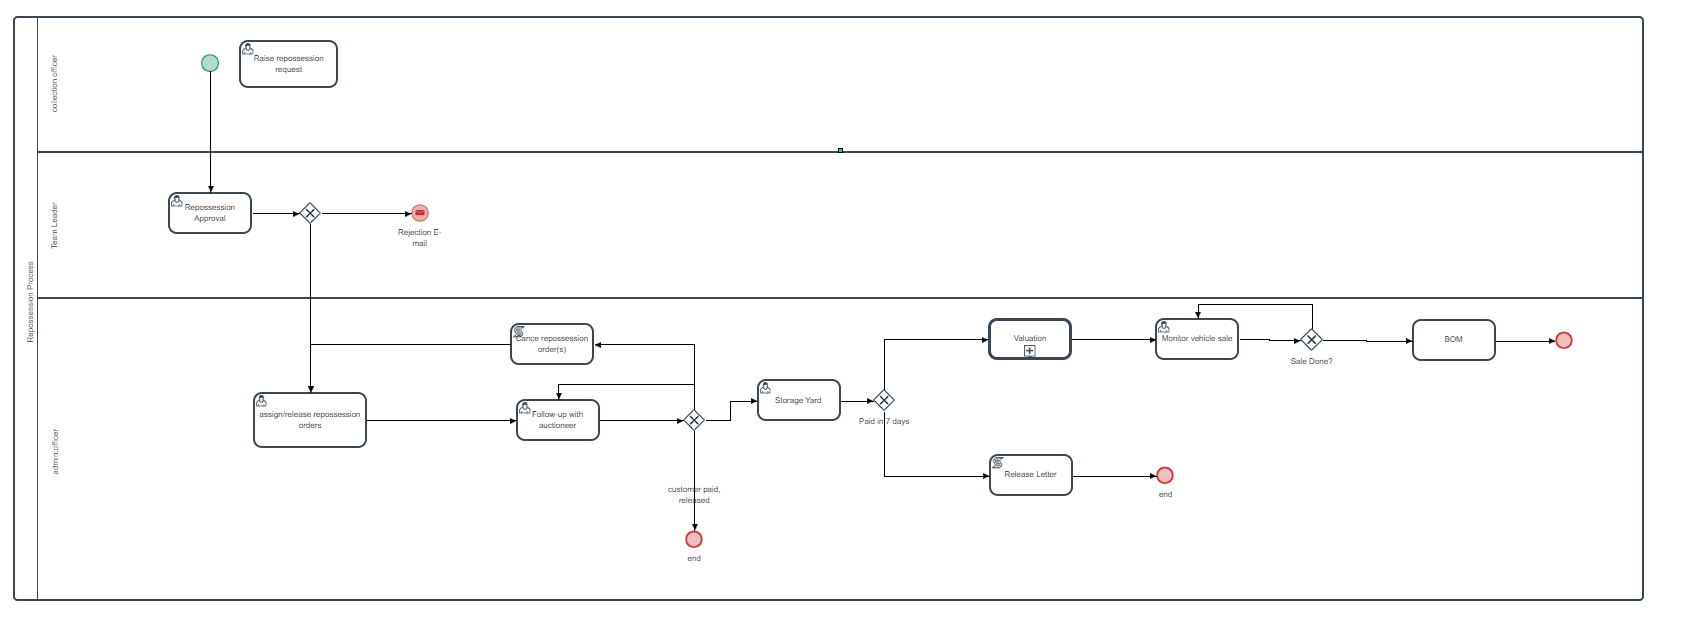 Repossession Process
collection officer
Raise repossession
request
Team Leader
Repossession
Approval
Rejection E-
mail
admin.officer
Cance repossession
order(s)
assign/release repossession
orders
Follow-up with
auctioneer
customer paid,
released
end
Storage Yard
Paid in 7 days
Valuation
Monitor vehicle sale
Sale Done?
BOM
Release Letter
end